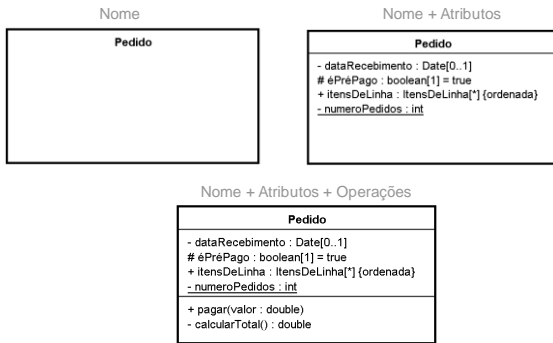 Nome
Pedido
Nome + Atributos
Pedido
- dataRecebimento : Date[0..1]
# éPréPago : boolean[1] = true
+ itensDeLinha : ItensDeLinha[*] {ordenada}
- numeroPedidos : int
Nome + Atributos + Operações
Pedido
- dataRecebimento : Date[0..1]
# éPréPago : boolean[1] = true
+ itensDeLinha : ItensDeLinha[*] {ordenada}
- numeroPedidos : int
+ pagar(valor : double)
- calcularTotal() : double